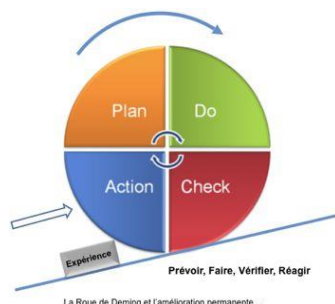 Plan
Do
Action
Check
Expérience
Prévoir, Faire, Vérifier, Réagir
La Roue de Deming et l'amélioration permanente